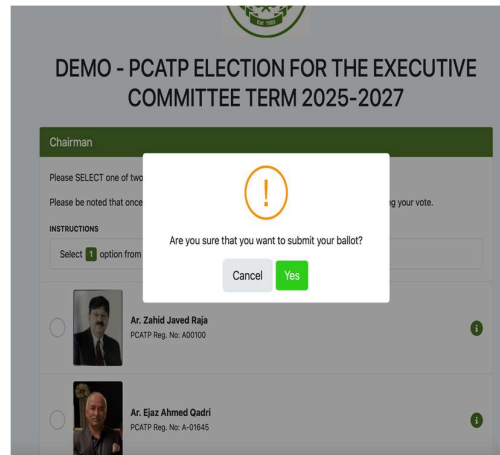 Est 1983
DEMO - PCATP ELECTION FOR THE EXECUTIVE
COMMITTEE TERM 2025-2027
Chairman
Please SELECT one of two
Please be noted that once
g your vote.
INSTRUCTIONS
Select 1 option from
!
Are you sure that you want to submit your ballot?
Cancel Yes
Ar. Zahid Javed Raja
PCATP Reg. No: A00100
i
Ar. Ejaz Ahmed Qadri
PCATP Reg. No: A-01645
i